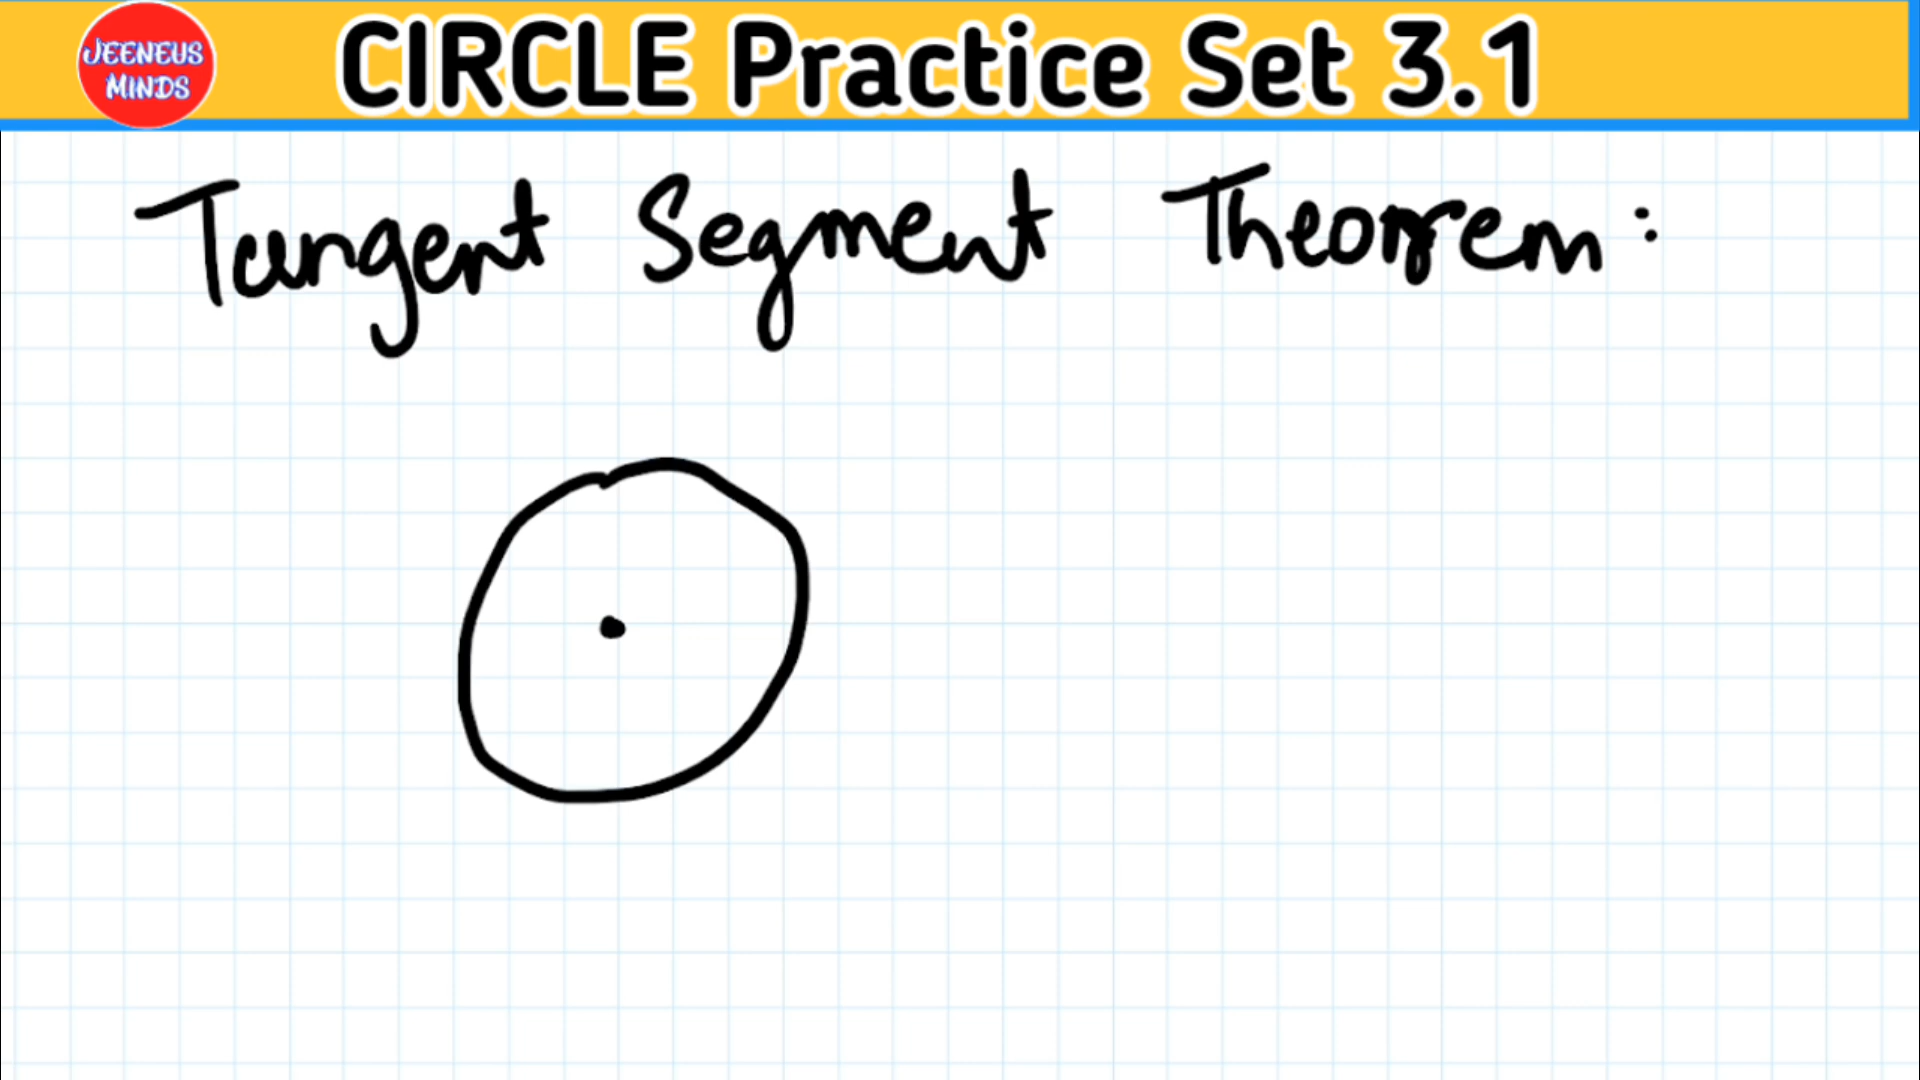 JEENEUS
MINDS
CIRCLE Practice Set 3.1
Tangent Segment Theorem: